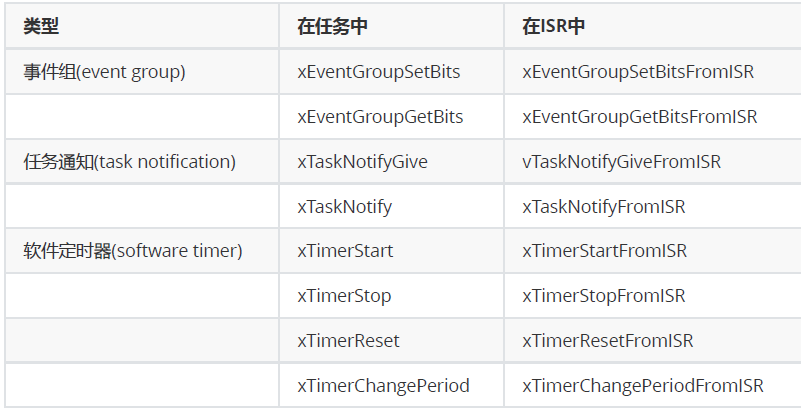 类型 在任务中 在ISR中
事件组(event group) xEventGroupSetBits xEventGroupSetBitsFromISR
xEventGroupGetBits xEventGroupGetBitsFromISR
任务通知(task notification) xTaskNotifyGive vTaskNotifyGiveFromISR
xTaskNotify xTaskNotifyFromISR
软件定时器(software timer) xTimerStart xTimerStartFromISR
xTimerStop xTimerStopFromISR
xTimerReset xTimerResetFromISR
xTimerChangePeriod xTimerChangePeriodFromISR